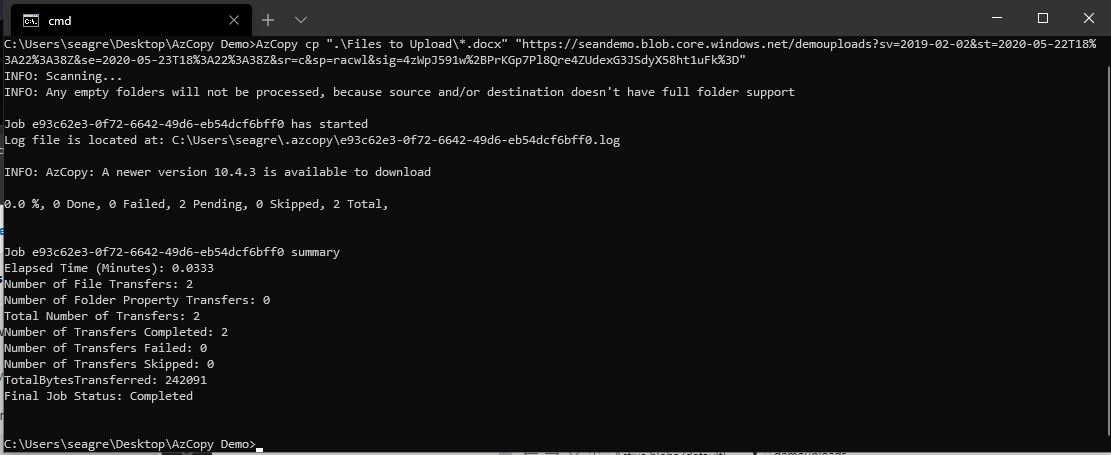 cmd
C:\Users\seagre\Desktop\AzCopy Demo>AzCopy cp ".\Files to Upload\*.docx" "https://seandemo.blob.core.windows.net/demouploads?sv=2019-02-02&st=2020-05-22T18%
3A22%3A38Z&se=2020-05-23T18%3A22%3A38Z&sr=c&sp=racwl&sig=4zWpJ591w%2BPrKGp7Pl8Qre4ZUdexG3JSdyX58ht1uFk%3D"
INFO: Scanning...
INFO: Any empty folders will not be processed, because source and/or destination doesn't have full folder support
Job e93c62e3-0f72-6642-49d6-eb54dcf6bff0 has started
Log file is located at: C:\Users\seagre\.azcopy\e93c62e3-0f72-6642-49d6-eb54dcf6bff0.log
INFO: AzCopy: A newer version 10.4.3 is available to download
0.0 %, 0 Done, 0 Failed, 2 Pending, 0 Skipped, 2 Total,
Job e93c62e3-0f72-6642-49d6-eb54dcf6bff0 summary
Elapsed Time (Minutes): 0.0333
Number of File Transfers: 2
Number of Folder Property Transfers: 0
Total Number of Transfers: 2
Number of Transfers Completed: 2
Number of Transfers Failed: 0
Number of Transfers Skipped: 0
TotalBytesTransferred: 242091
Final Job Status: Completed
C:\Users\seagre\Desktop\AzCopy Demo>